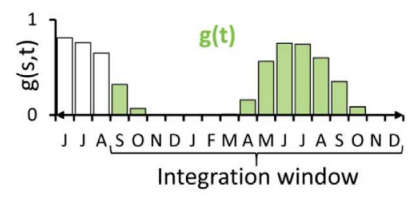 1
g(t)
g(s,t)
0
J J A S O N D J F M A M J J A S O N D
Integration window